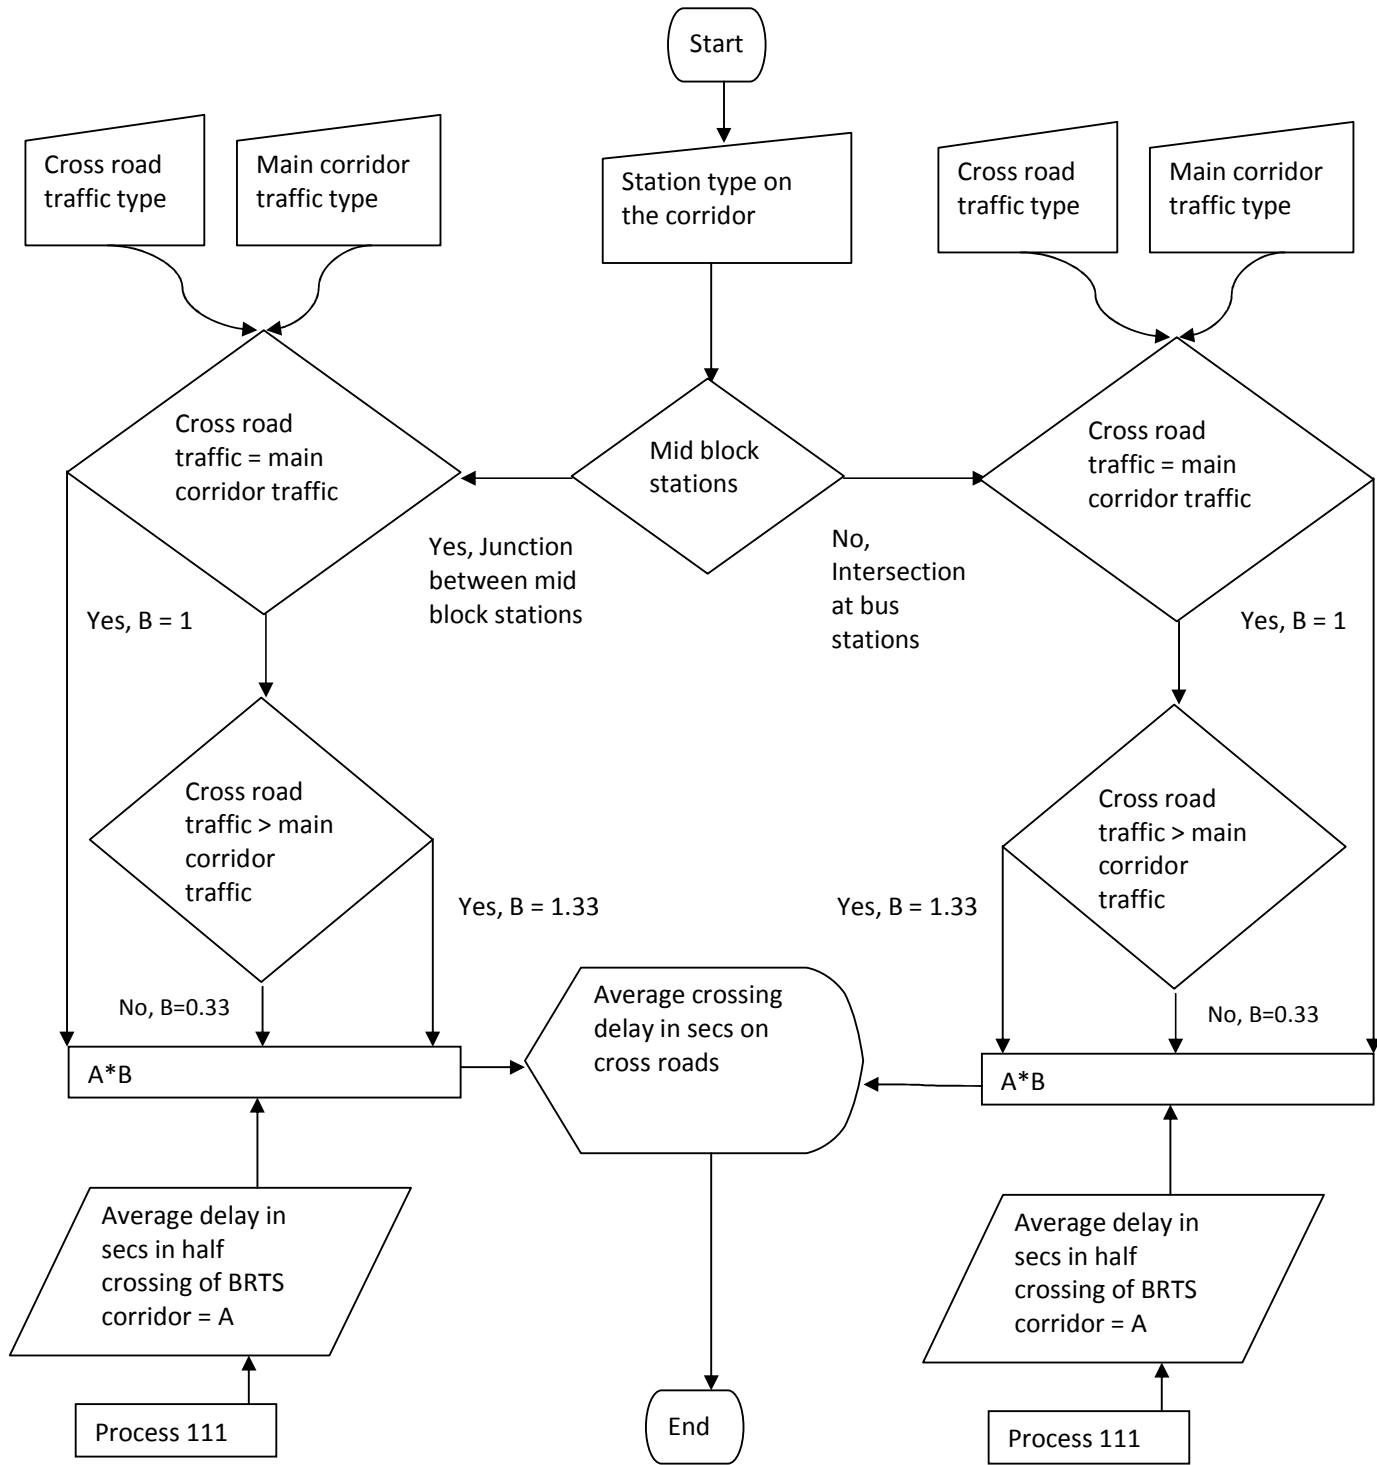 Start
Cross road
traffic type
Main corridor
traffic type
Station type on
the corridor
Cross road
traffic type
Main corridor
traffic type
Cross road
traffic = main
corridor traffic
Mid block
stations
Cross road
traffic = main
corridor traffic
Yes, Junction
between mid
block stations
No,
Intersection
at bus
stations
Yes, B = 1
Yes, B = 1
Cross road
traffic > main
corridor
traffic
Cross road
traffic > main
corridor
traffic
Yes, B = 1.33
Yes, B = 1.33
No, B=0.33
No, B=0.33
Average crossing
delay in secs on
cross roads
A*B
A*B
Average delay in
secs in half
crossing of BRTS
corridor = A
Average delay in
secs in half
crossing of BRTS
corridor = A
Process 111
End
Process 111